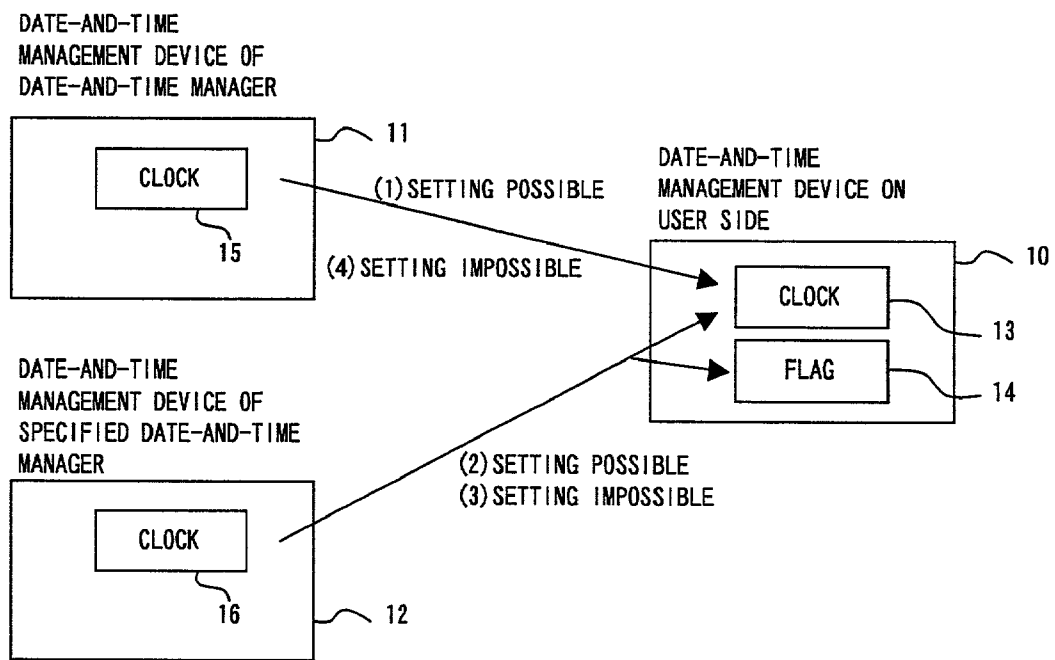 DATE-AND-TIME
MANAGEMENT DEVICE OF
DATE-AND-TIME MANAGER
11
CLOCK
15
(1)SETTING POSSIBLE
(4)SETTING IMPOSSIBLE
DATE-AND-TIME
MANAGEMENT DEVICE ON
USER SIDE
10
CLOCK
13
FLAG
14
DATE-AND-TIME
MANAGEMENT DEVICE OF
SPECIFIED DATE-AND-TIME
MANAGER
(2)SETTING POSSIBLE
(3)SETTING IMPOSSIBLE
CLOCK
16
12